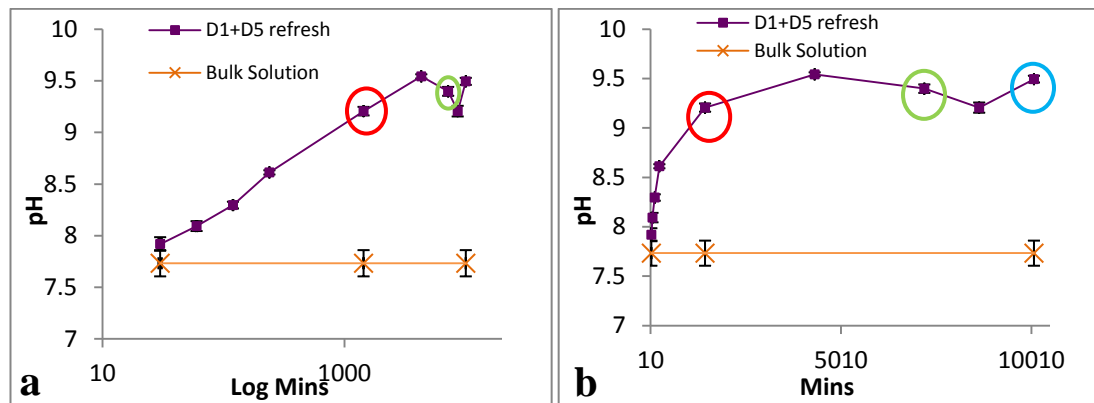 10
9.5
9
8.5
8
7.5
7
pH
D1+D5 refresh
Bulk Solution
10 1000
Log Mins
a
10
9.5
9
8.5
8
7.5
7
pH
D1+D5 refresh
Bulk Solution
10 5010 10010
Mins
b